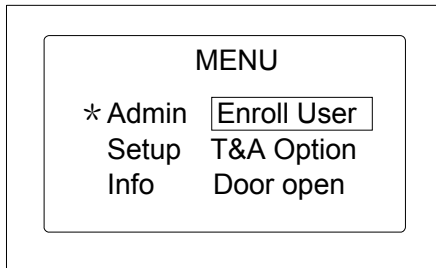 MENU
＊Admin Enroll User
Setup T&A Option
Info Door open